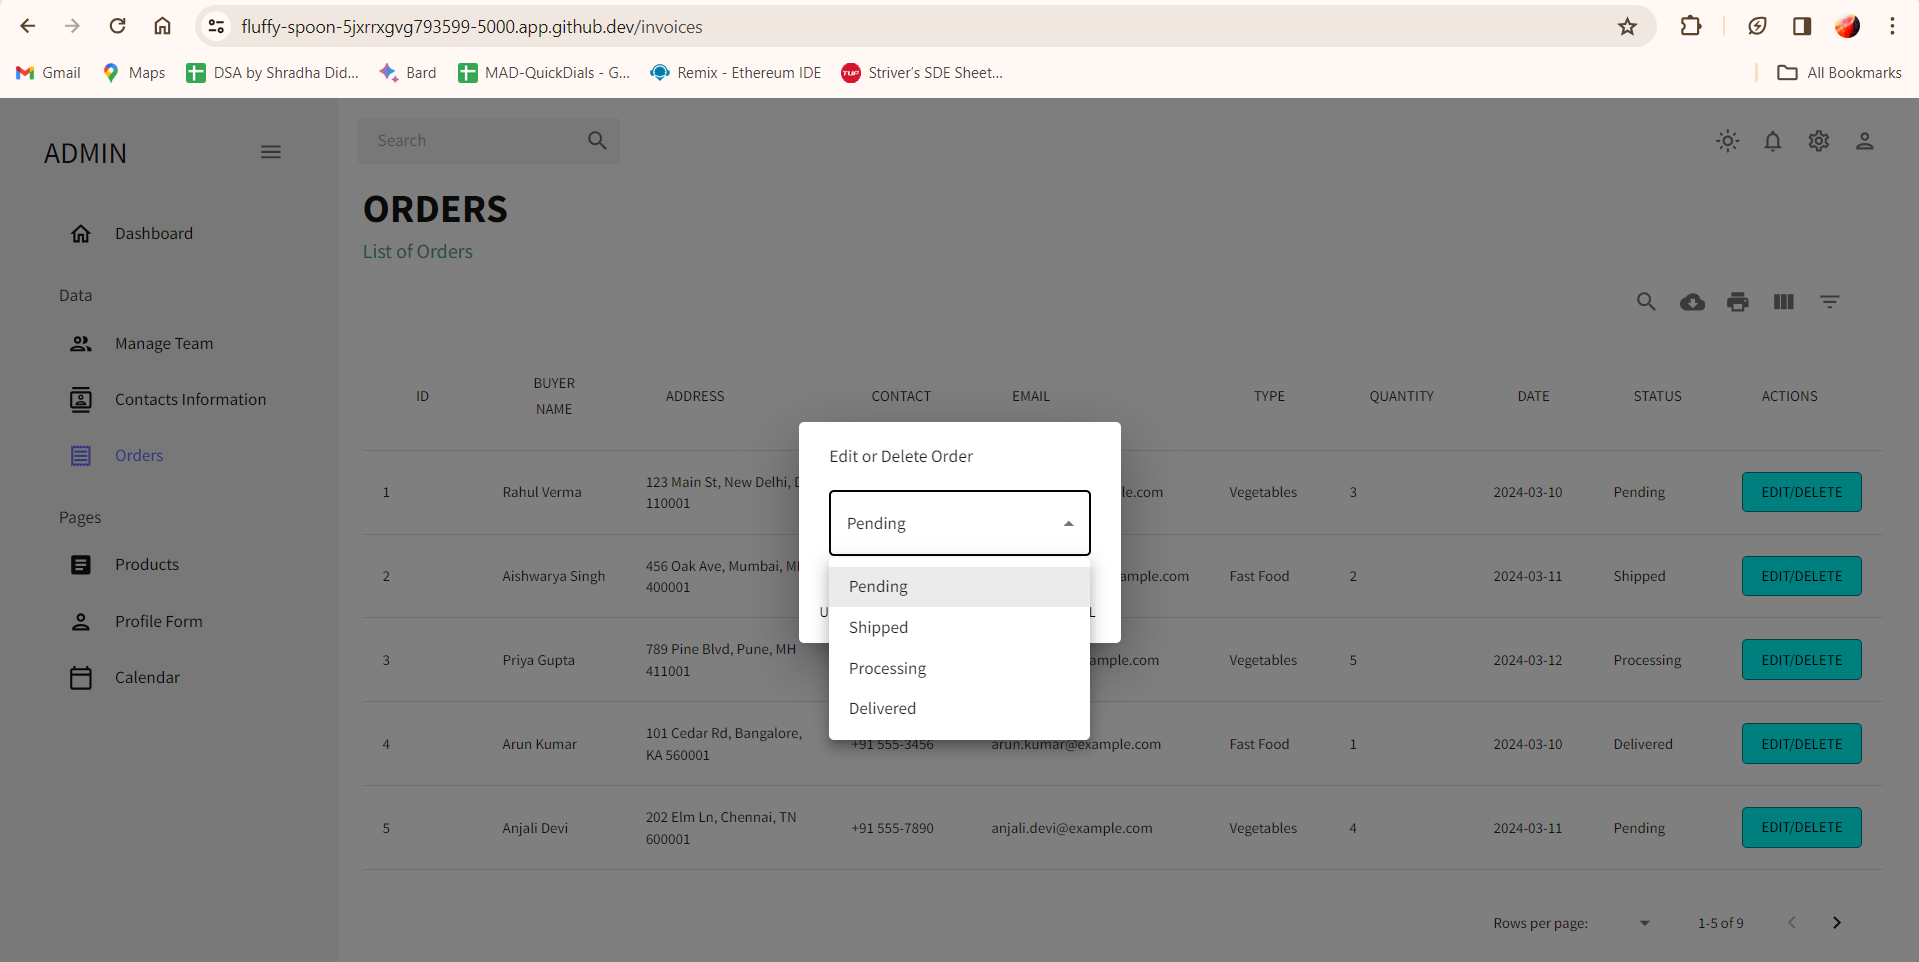 fluffy-spoon-5jxrrxgvg793599-5000.app.github.dev/invoices
Gmail Maps DSA by Shradha Did... Bard MAD-QuickDials - G... Remix - Ethereum IDE TUF Striver's SDE Sheet... All Bookmarks
ADMIN
Search
Dashboard
Data
Manage Team
Contacts Information
Orders
Pages
Products
Profile Form
Calendar
ORDERS
List of Orders
ID BUYER NAME ADDRESS CONTACT EMAIL TYPE QUANTITY DATE STATUS ACTIONS
1 Rahul Verma 123 Main St, New Delhi, 110001 le.com Vegetables 3 2024-03-10 Pending EDIT/DELETE
2 Aishwarya Singh 456 Oak Ave, Mumbai, 400001 ample.com Fast Food 2 2024-03-11 Shipped EDIT/DELETE
3 Priya Gupta 789 Pine Blvd, Pune, MH 411001 ample.com Vegetables 5 2024-03-12 Processing EDIT/DELETE
4 Arun Kumar 101 Cedar Rd, Bangalore, KA 560001 +91 555-3456 arun.kumar@example.com Fast Food 1 2024-03-10 Delivered EDIT/DELETE
5 Anjali Devi 202 Elm Ln, Chennai, TN 600001 +91 555-7890 anjali.devi@example.com Vegetables 4 2024-03-11 Pending EDIT/DELETE
Rows per page: 1-5 of 9
Edit or Delete Order
Pending
Pending
Shipped
Processing
Delivered